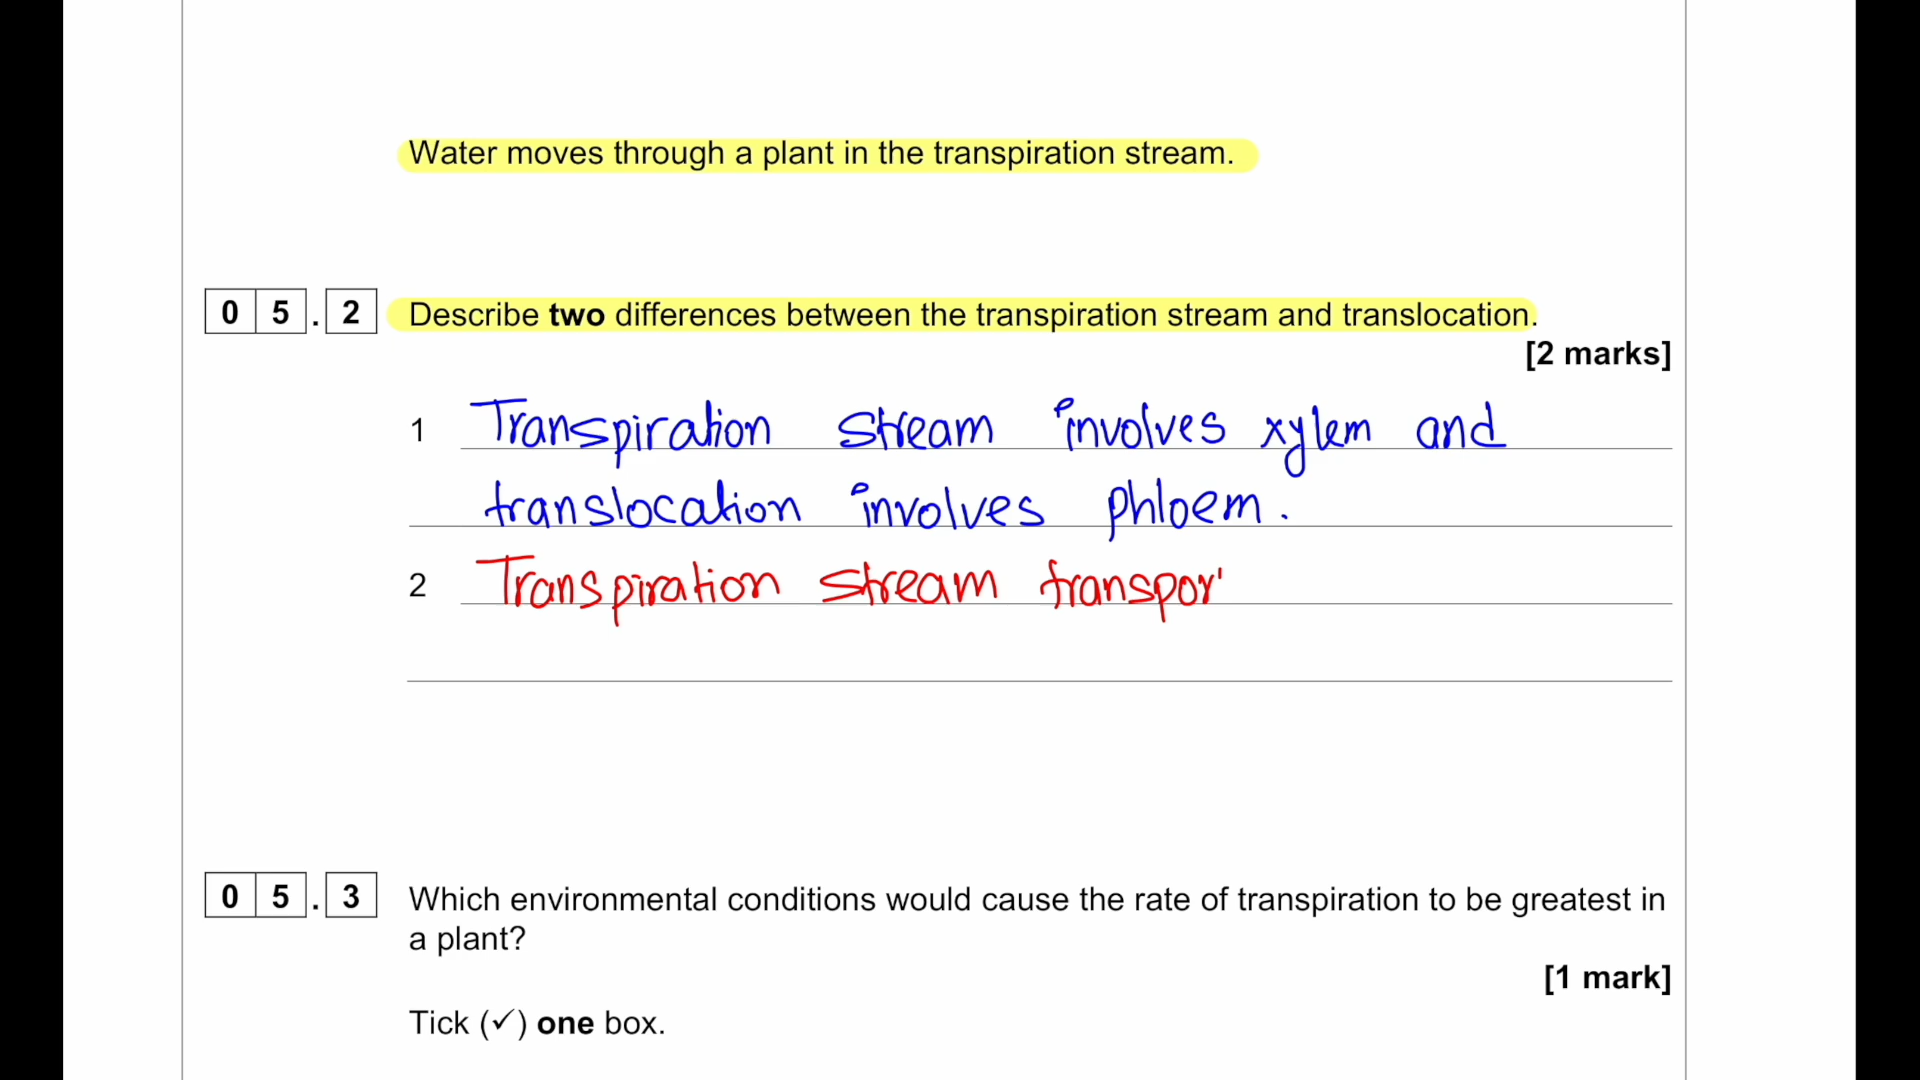 Water moves through a plant in the transpiration stream.
0 5 . 2 Describe two differences between the transpiration stream and translocation.
[2 marks]
1 Transpiration stream involves xylem and
translocation involves phloem.
2 Transpiration stream transpor
0 5 . 3 Which environmental conditions would cause the rate of transpiration to be greatest in
a plant?
[1 mark]
Tick (✓) one box.